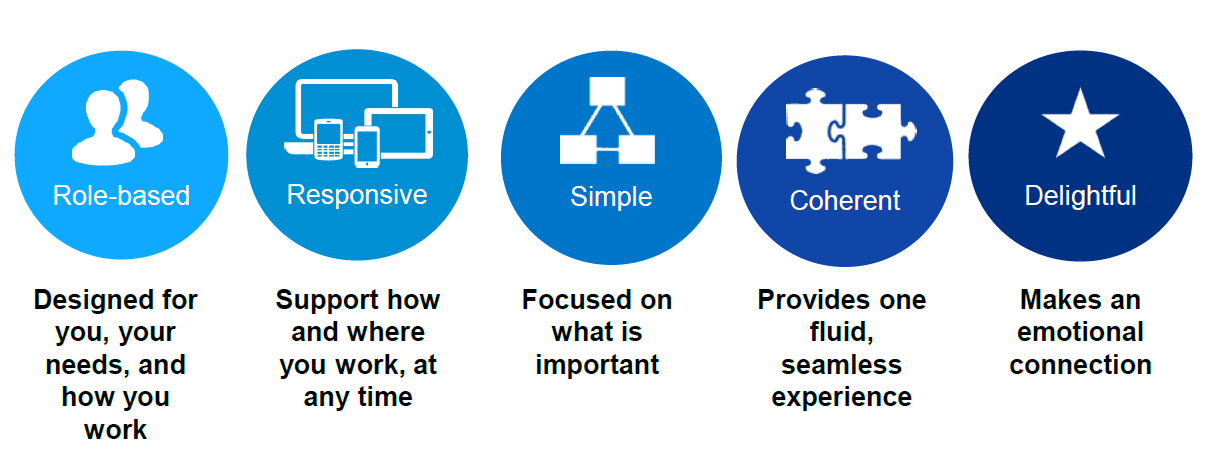 Role-based
Responsive
Simple
Coherent
Delightful
Designed for
you, your
needs, and
how you
work
Support how
and where
you work, at
any time
Focused on
what is
important
Provides one
fluid,
seamless
experience
Makes an
emotional
connection